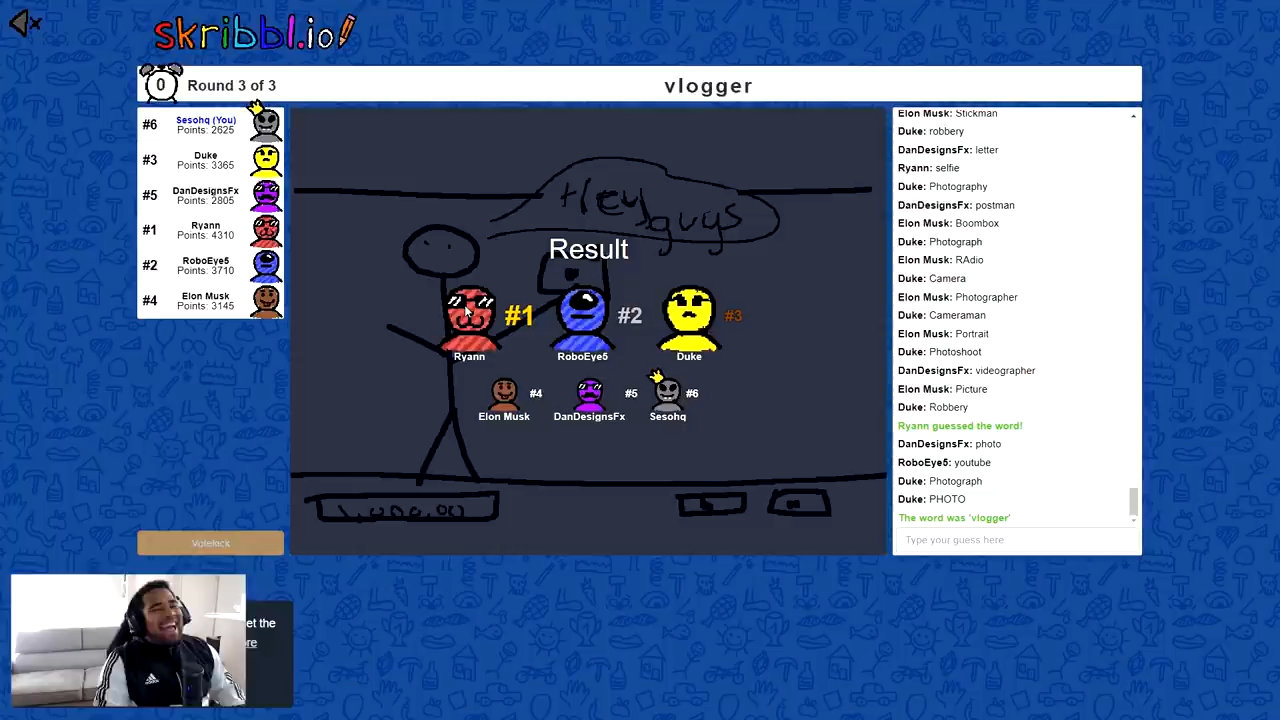 skribbl.io
0
Round 3 of 3
vlogger
#6
Sesohq (You)
Points: 2625
#3
Duke
Points: 3365
#5
DanDesignsFx
Points: 2805
#1
Ryann
Points: 4310
#2
RoboEye5
Points: 3710
#4
Elon Musk
Points: 3145
Votekick
Hey
guys
Result
#1
#2
#3
Ryann
RoboEye5
Duke
#4
#5
#6
Elon Musk
DanDesignsFx
Sesohq
Elon Musk: Stickman
Duke: robbery
DanDesignsFx: letter
Ryann: selfie
Duke: Photography
DanDesignsFx: postman
Elon Musk: Boombox
Duke: Photograph
Elon Musk: RAdio
Duke: Camera
Elon Musk: Photographer
Duke: Cameraman
Elon Musk: Portrait
Duke: Photoshoot
DanDesignsFx: videographer
Elon Musk: Picture
Duke: Robbery
Ryann guessed the word!
DanDesignsFx: photo
RoboEye5: youtube
Duke: Photograph
Duke: PHOTO
The word was 'vlogger'
Type your guess here
et the
re